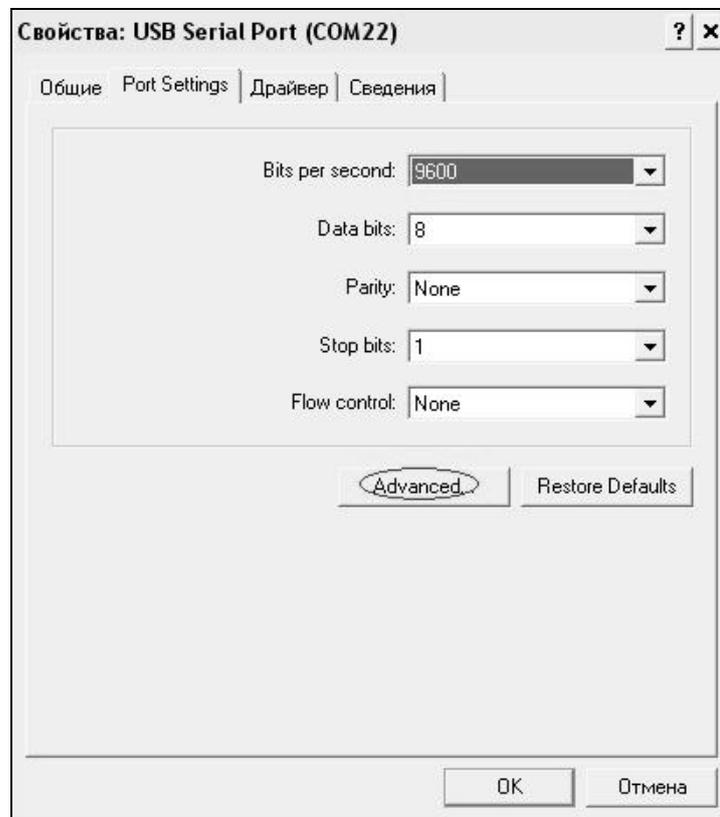 Свойства: USB Serial Port (COM22)
Общие Port Settings Драйвер Сведения
Bits per second: 9600
Data bits: 8
Parity: None
Stop bits: 1
Flow control: None
Advanced... Restore Defaults
OK Отмена